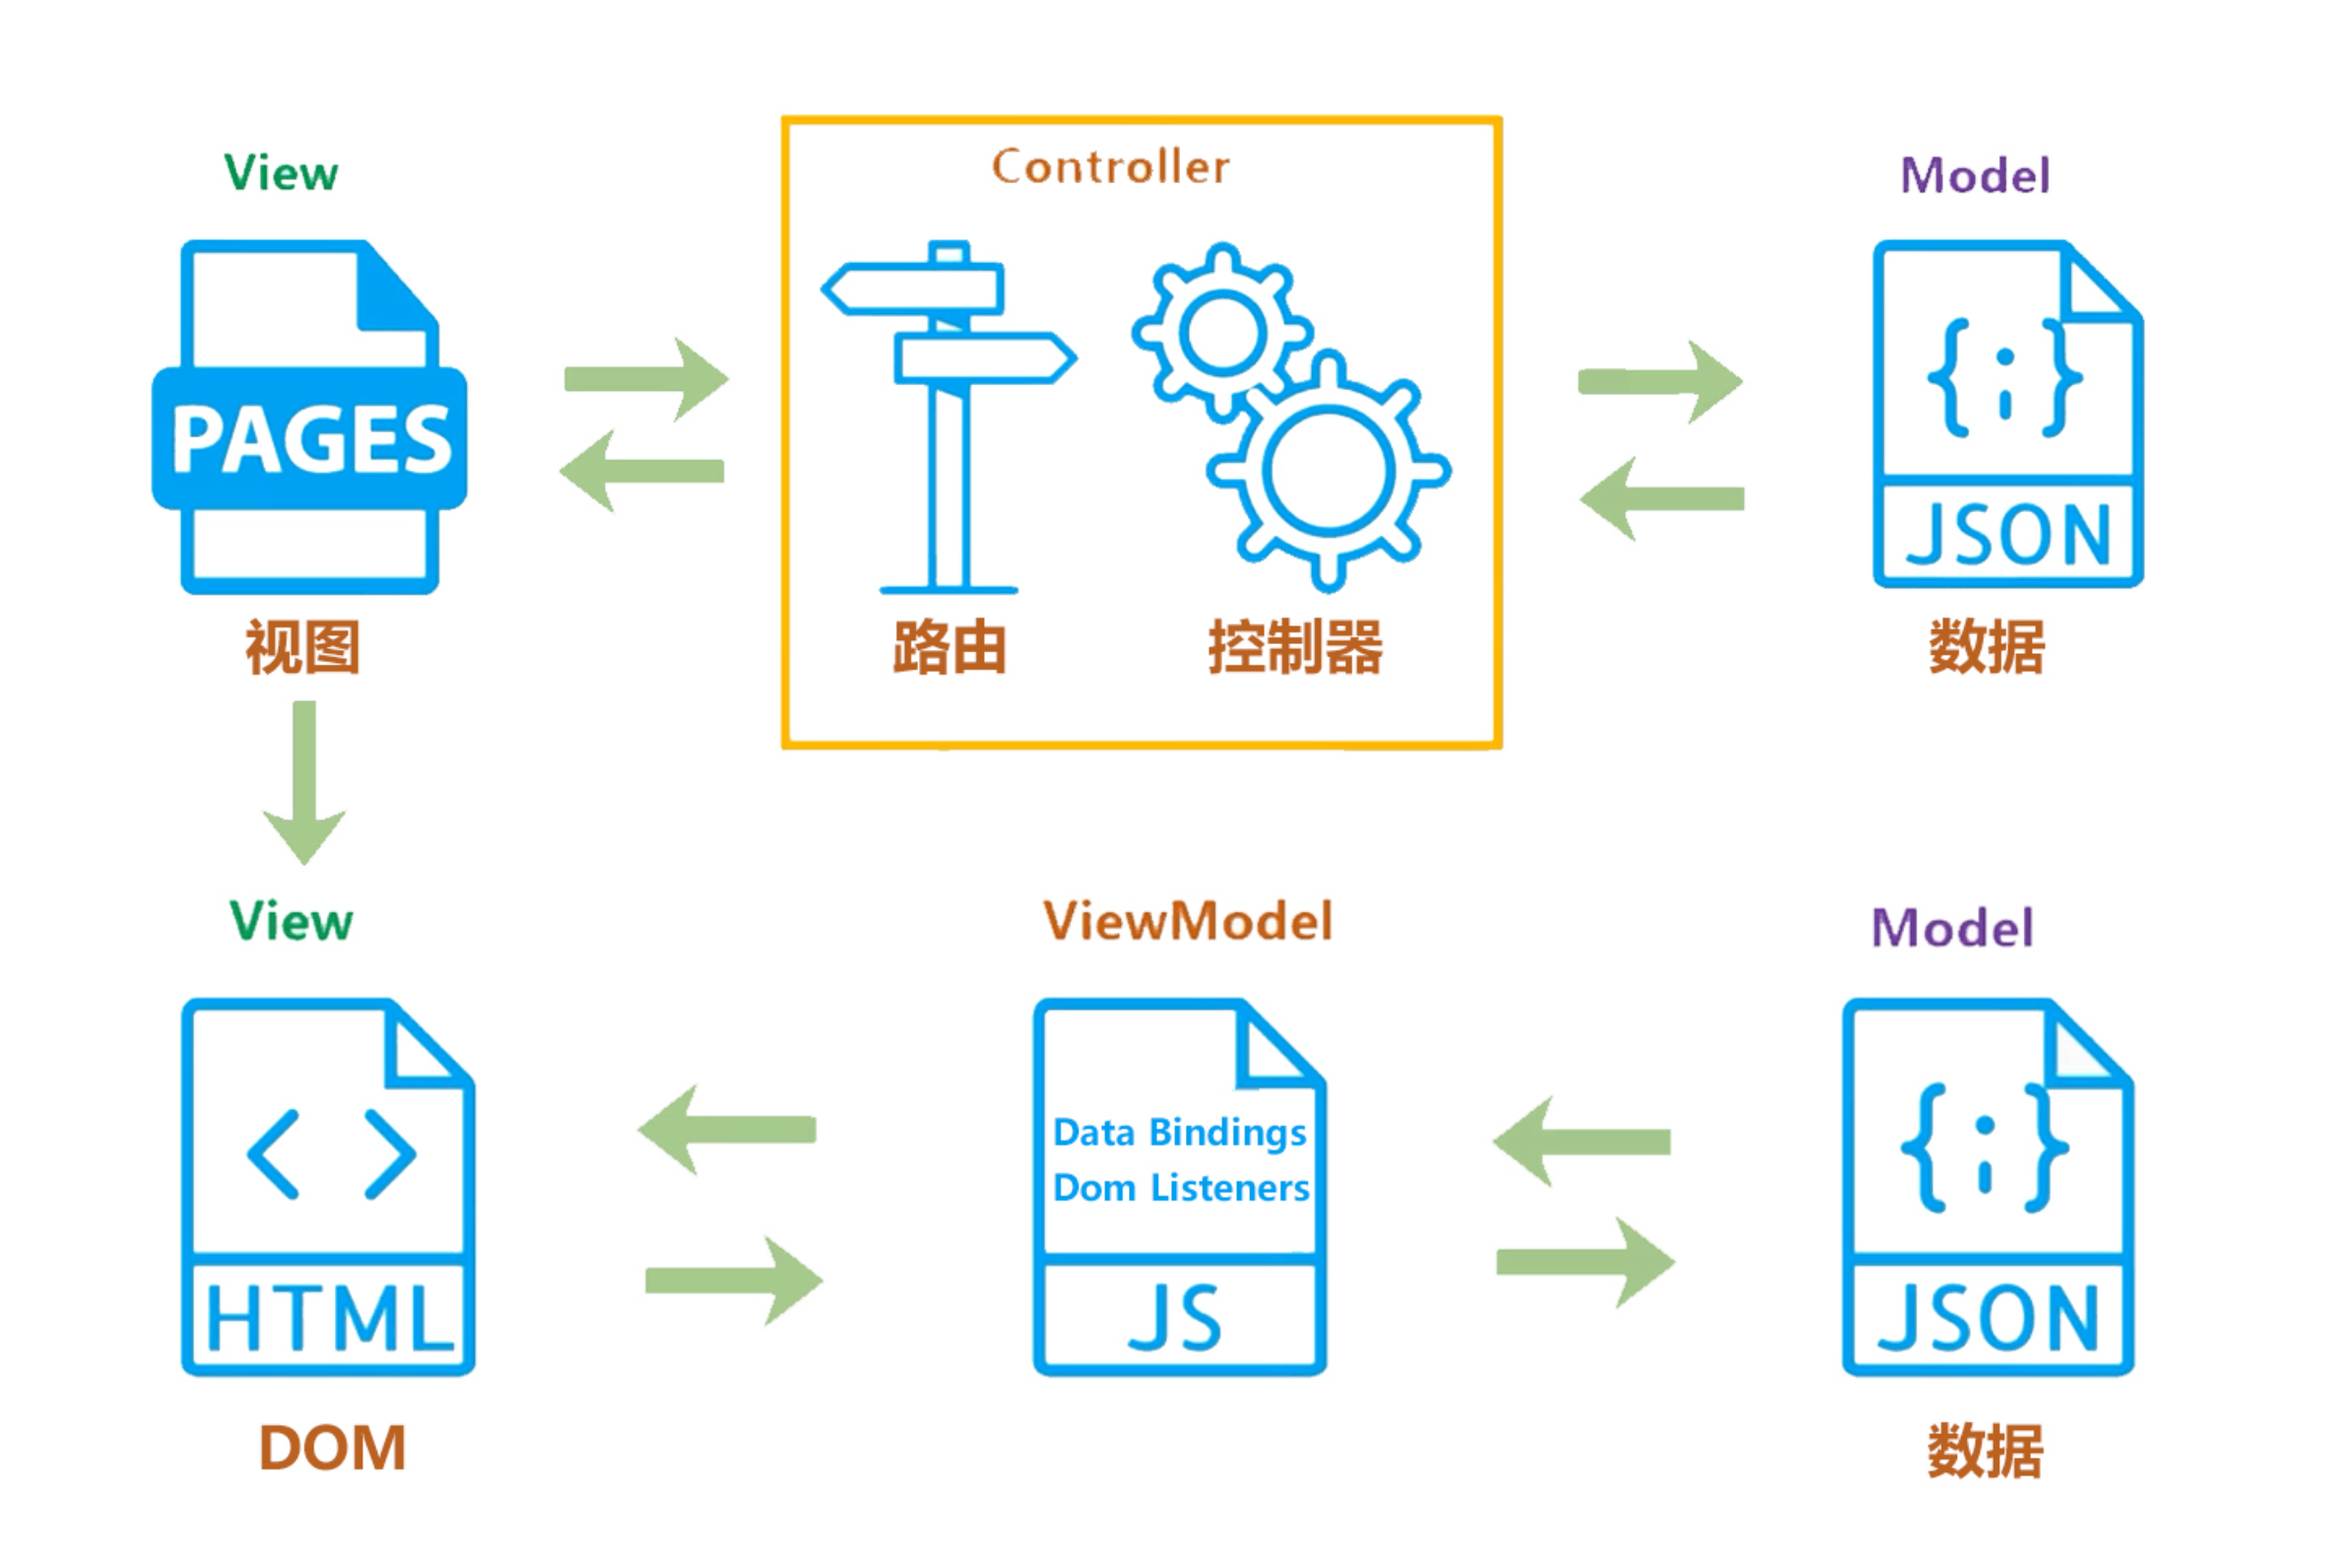 View
Controller
Model
PAGES
JSON
视图
路由
控制器
数据
View
ViewModel
Model
Data Bindings
Dom Listeners
HTML
JS
JSON
DOM
数据